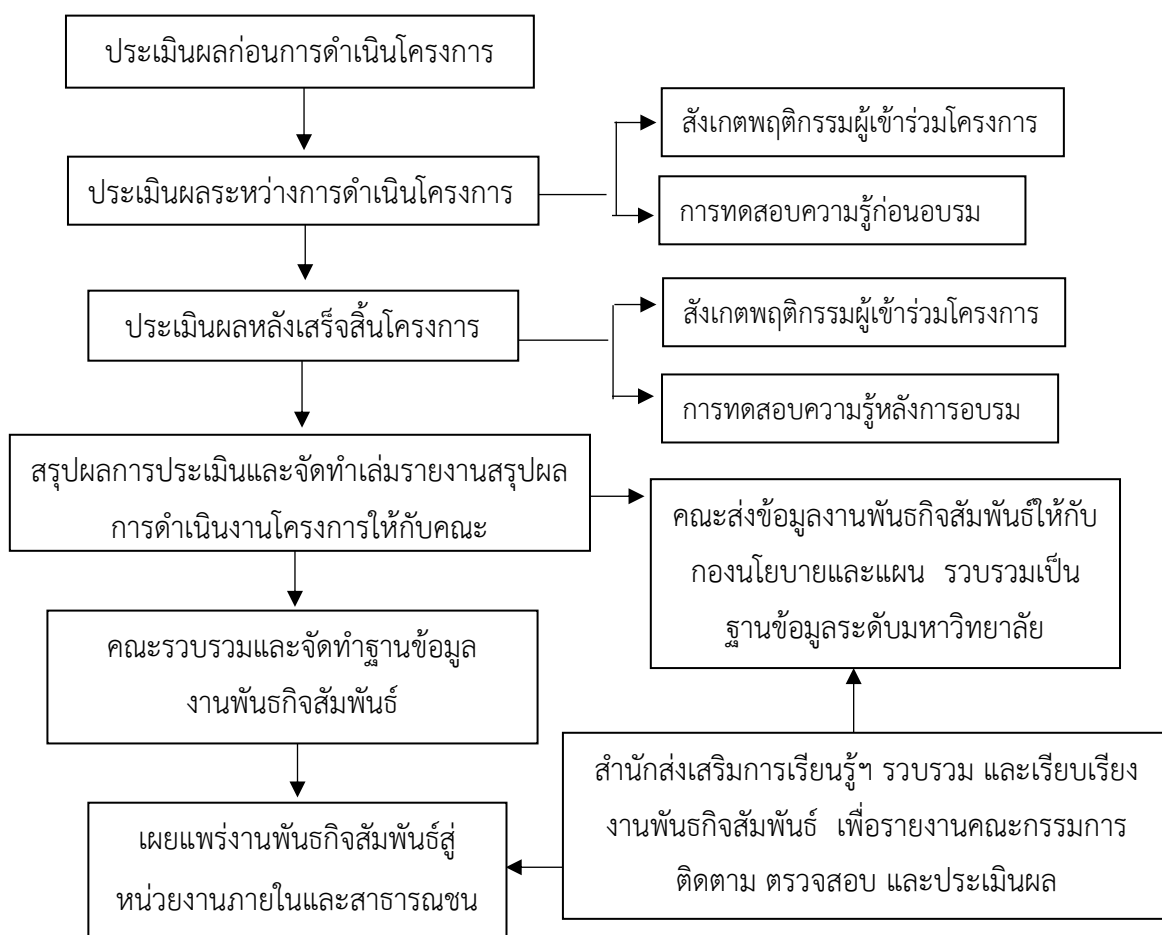 ประเมินผลก่อนการดำเนินโครงการ
สังเกตพฤติกรรมผู้เข้าร่วมโครงการ
ประเมินผลระหว่างการดำเนินโครงการ
การทดสอบความรู้ก่อนอบรม
ประเมินผลหลังเสร็จสิ้นโครงการ
สังเกตพฤติกรรมผู้เข้าร่วมโครงการ
การทดสอบความรู้หลังการอบรม
สรุปผลการประเมินและจัดทำเล่มรายงานสรุปผล
การดำเนินงานโครงการให้กับคณะ
คณะส่งข้อมูลงานพันธกิจสัมพันธ์ให้กับ
กองนโยบายและแผน รวบรวมเป็น
ฐานข้อมูลระดับมหาวิทยาลัย
คณะรวบรวมและจัดทำฐานข้อมูล
งานพันธกิจสัมพันธ์
สำนักส่งเสริมการเรียนรู้ฯ รวบรวม และเรียบเรียง
งานพันธกิจสัมพันธ์ เพื่อรายงานคณะกรรมการ
ติดตาม ตรวจสอบ และประเมินผล
เผยแพร่งานพันธกิจสัมพันธ์สู่
หน่วยงานภายในและสาธารณชน